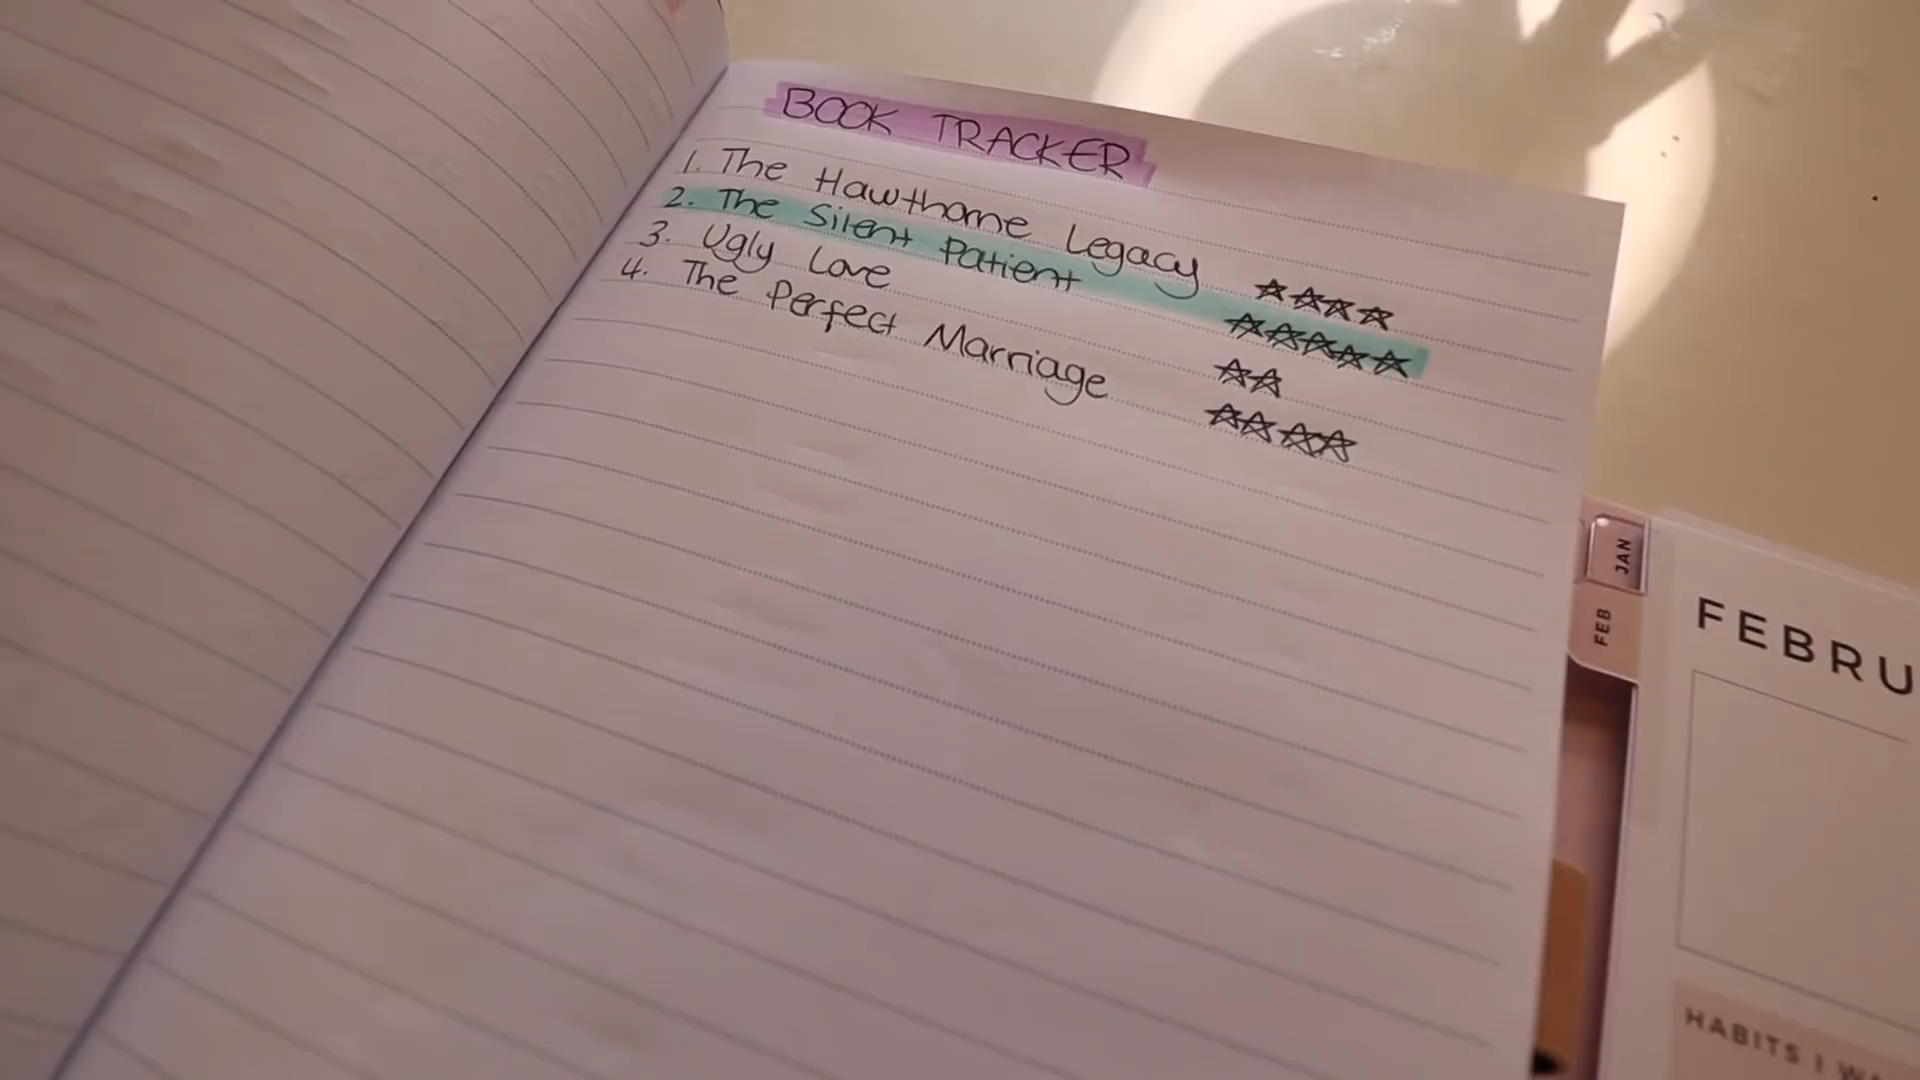 BOOK TRACKER
1. The Hawthorne Legacy ☆☆☆☆
2. The Silent Patient ☆☆☆☆☆
3. Ugly Love ☆☆
4. The Perfect Marriage ☆☆☆☆
JAN
FEB
FEBRU
HABITS I WA